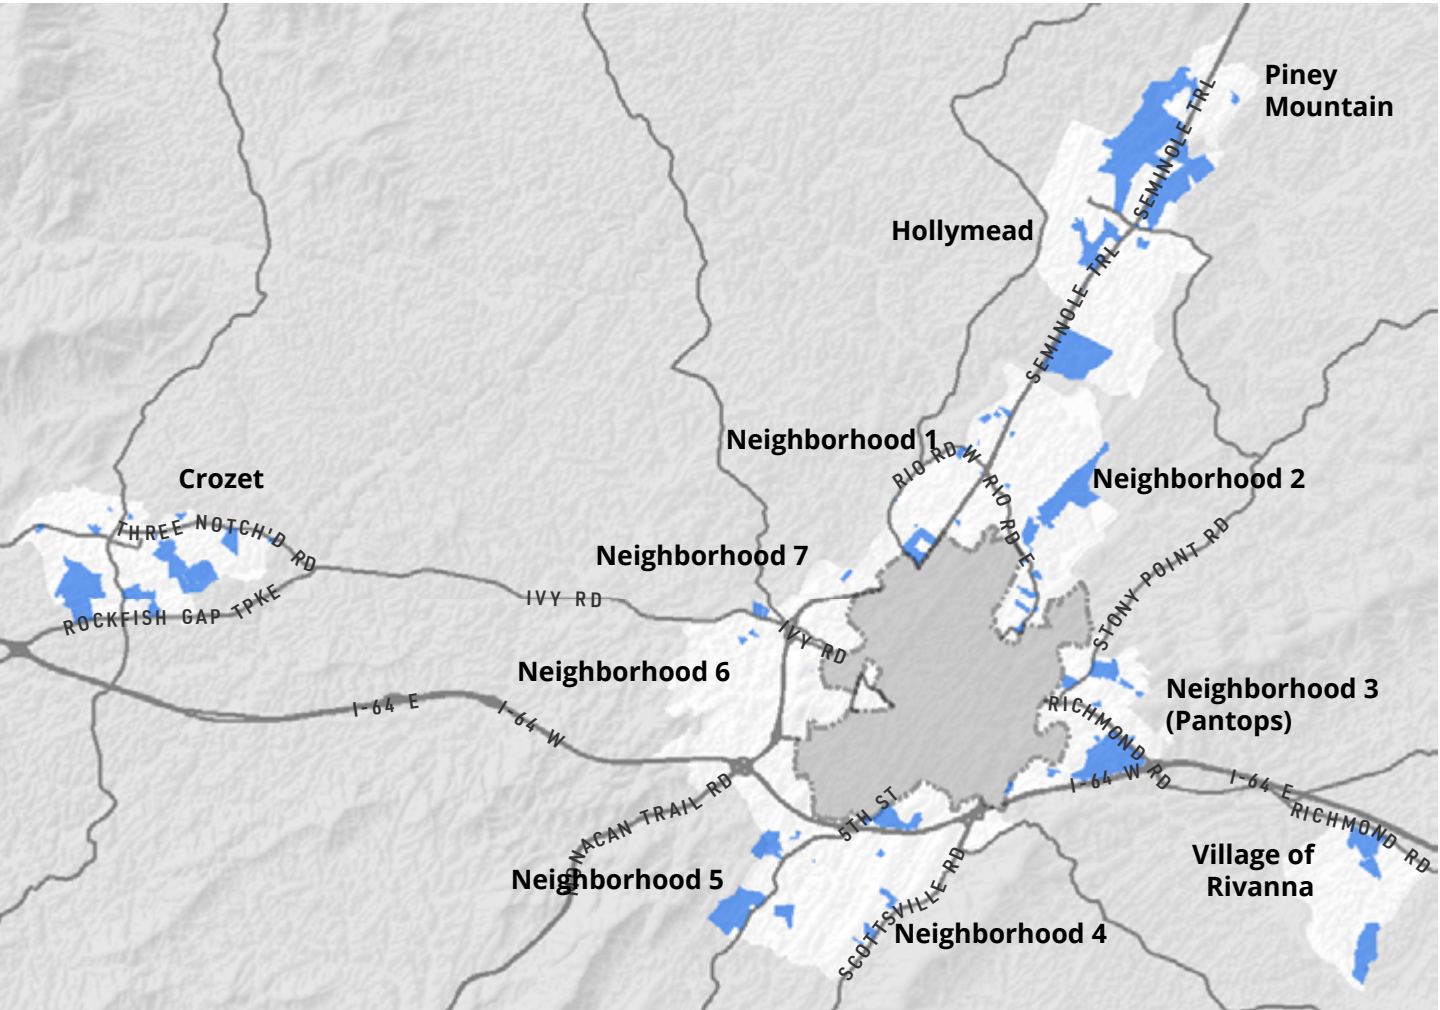 Piney
Mountain
SEMINOLE TRL
Hollymead
SEMINOLE TRL
Neighborhood 1
RIO RD W
RIO RD E
Neighborhood 2
Crozet
THREE NOTCH'D RD
ROCKFISH GAP TPKE
Neighborhood 7
IVY RD
IVY RD
STONY POINT RD
Neighborhood 6
Neighborhood 3
(Pantops)
RICHMOND RD
I-64 E
I-64 W
I-64 W
I-64 E
RICHMOND RD
MONACAN TRAIL RD
5TH ST
Neighborhood 5
SCOTTSVILLE RD
Neighborhood 4
Village of
Rivanna